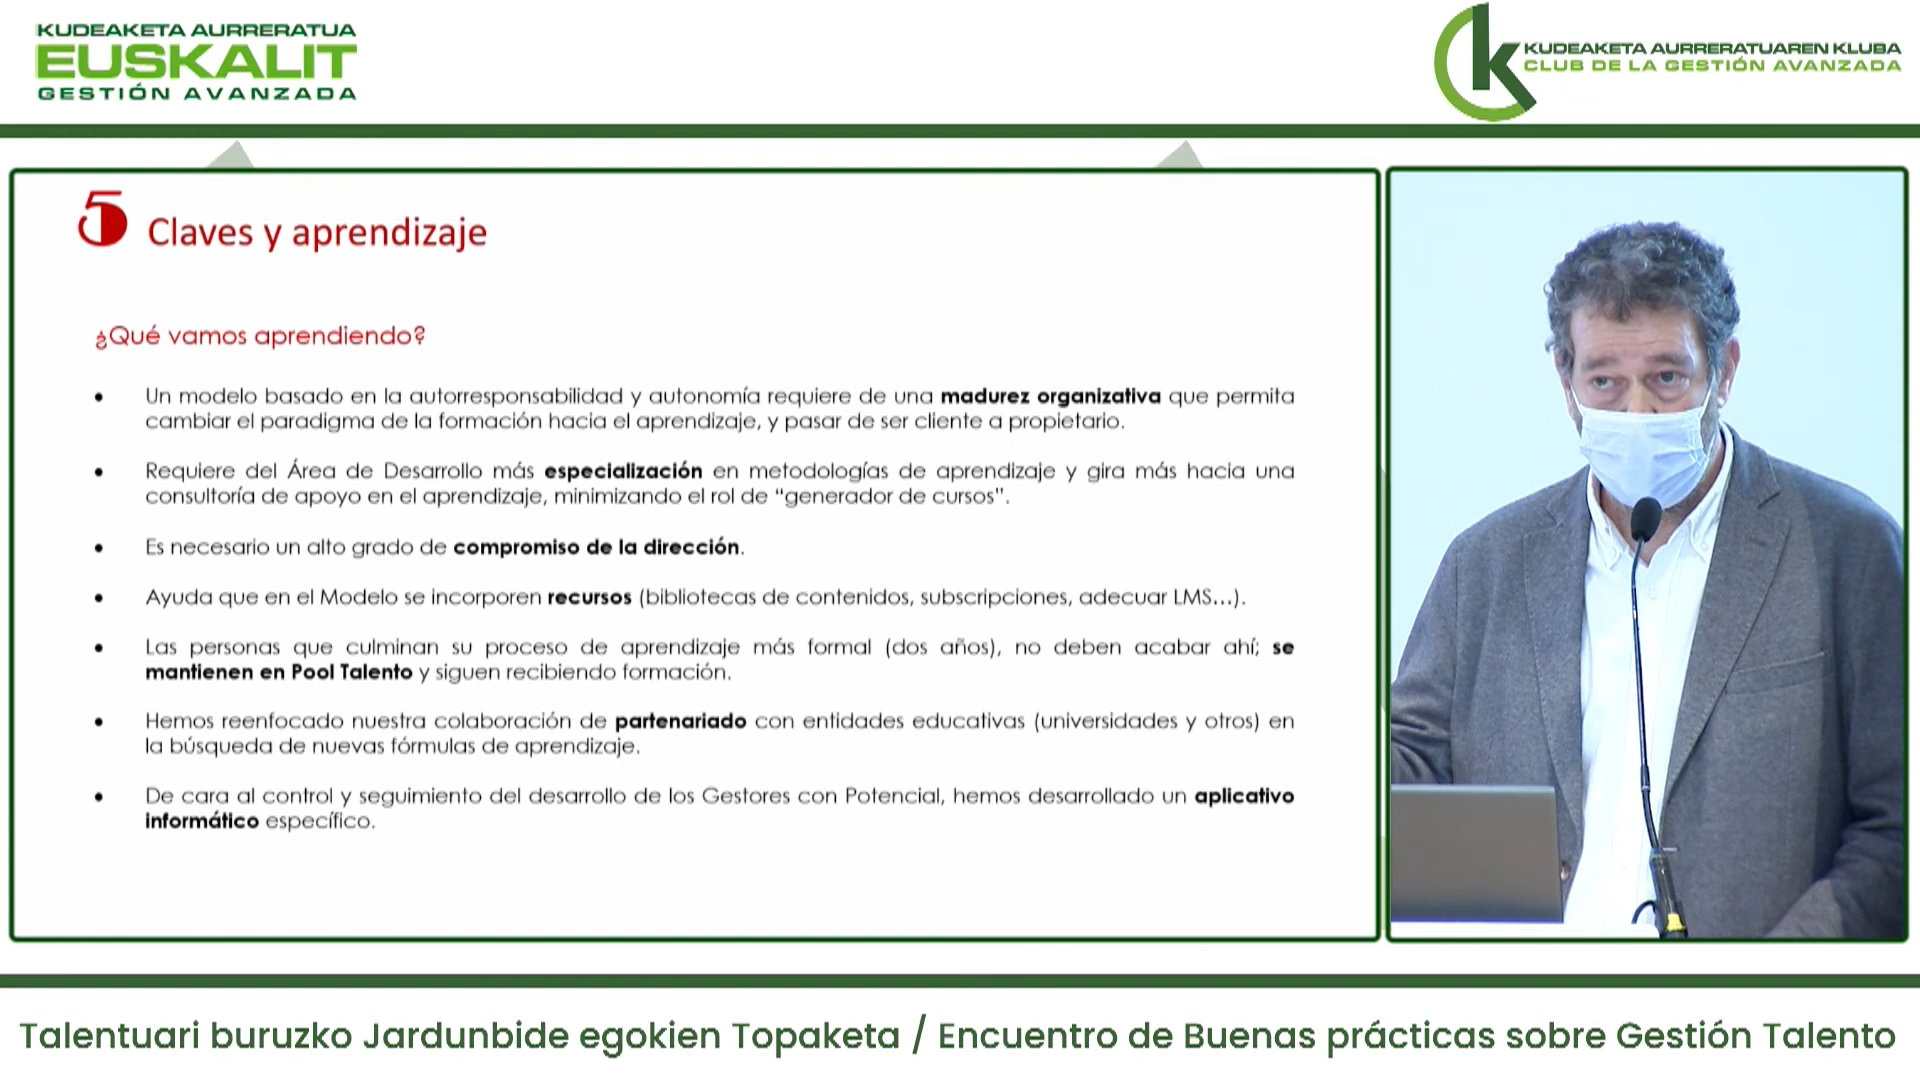 KUDEAKETA AURRERATUA
EUSKALIT
GESTIÓN AVANZADA
k
KUDEAKETA AURRERATUAREN KLUBA
CLUB DE LA GESTIÓN AVANZADA
5 Claves y aprendizaje
¿Qué vamos aprendiendo?
• Un modelo basado en la autorresponsabilidad y autonomía requiere de una madurez organizativa que permita
cambiar el paradigma de la formación hacia el aprendizaje, y pasar de ser cliente a propietario.
• Requiere del Área de Desarrollo más especialización en metodologías de aprendizaje y gira más hacia una
consultoría de apoyo en el aprendizaje, minimizando el rol de “generador de cursos”.
• Es necesario un alto grado de compromiso de la dirección.
• Ayuda que en el Modelo se incorporen recursos (bibliotecas de contenidos, subscripciones, adecuar LMS…).
• Las personas que culminan su proceso de aprendizaje más formal (dos años), no deben acabar ahí; se
mantienen en Pool Talento y siguen recibiendo formación.
• Hemos reenfocado nuestra colaboración de partenariado con entidades educativas (universidades y otros) en
la búsqueda de nuevas fórmulas de aprendizaje.
• De cara al control y seguimiento del desarrollo de los Gestores con Potencial, hemos desarrollado un aplicativo
informático específico.
Talentuari buruzko Jardunbide egokien Topaketa / Encuentro de Buenas prácticas sobre Gestión Talento